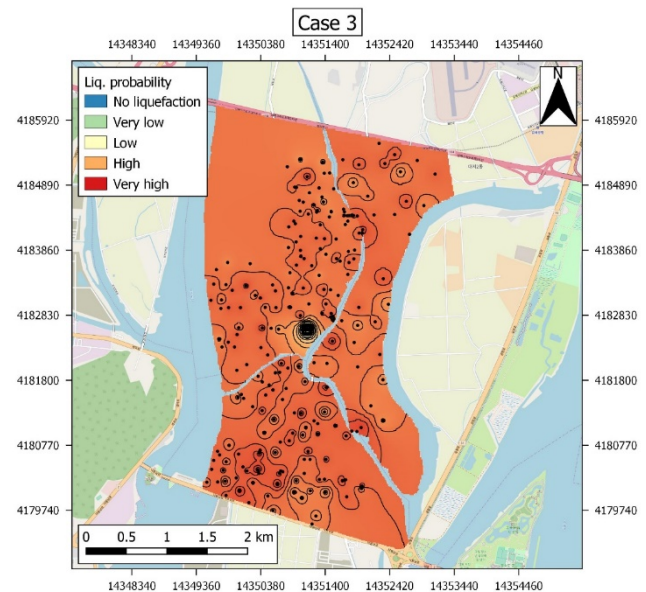 Case 3
14348340 14349360 14350380 14351400 14352420 14353440 14354460
Liq. probability
No liquefaction
Very low
Low
High
Very high
N
4185920 4185920
4184890 4184890
4183860 4183860
4182830 4182830
4181800 4181800
4180770 4180770
4179740 4179740
0 0.5 1 1.5 2 km
14348340 14349360 14350380 14351400 14352420 14353440 14354460